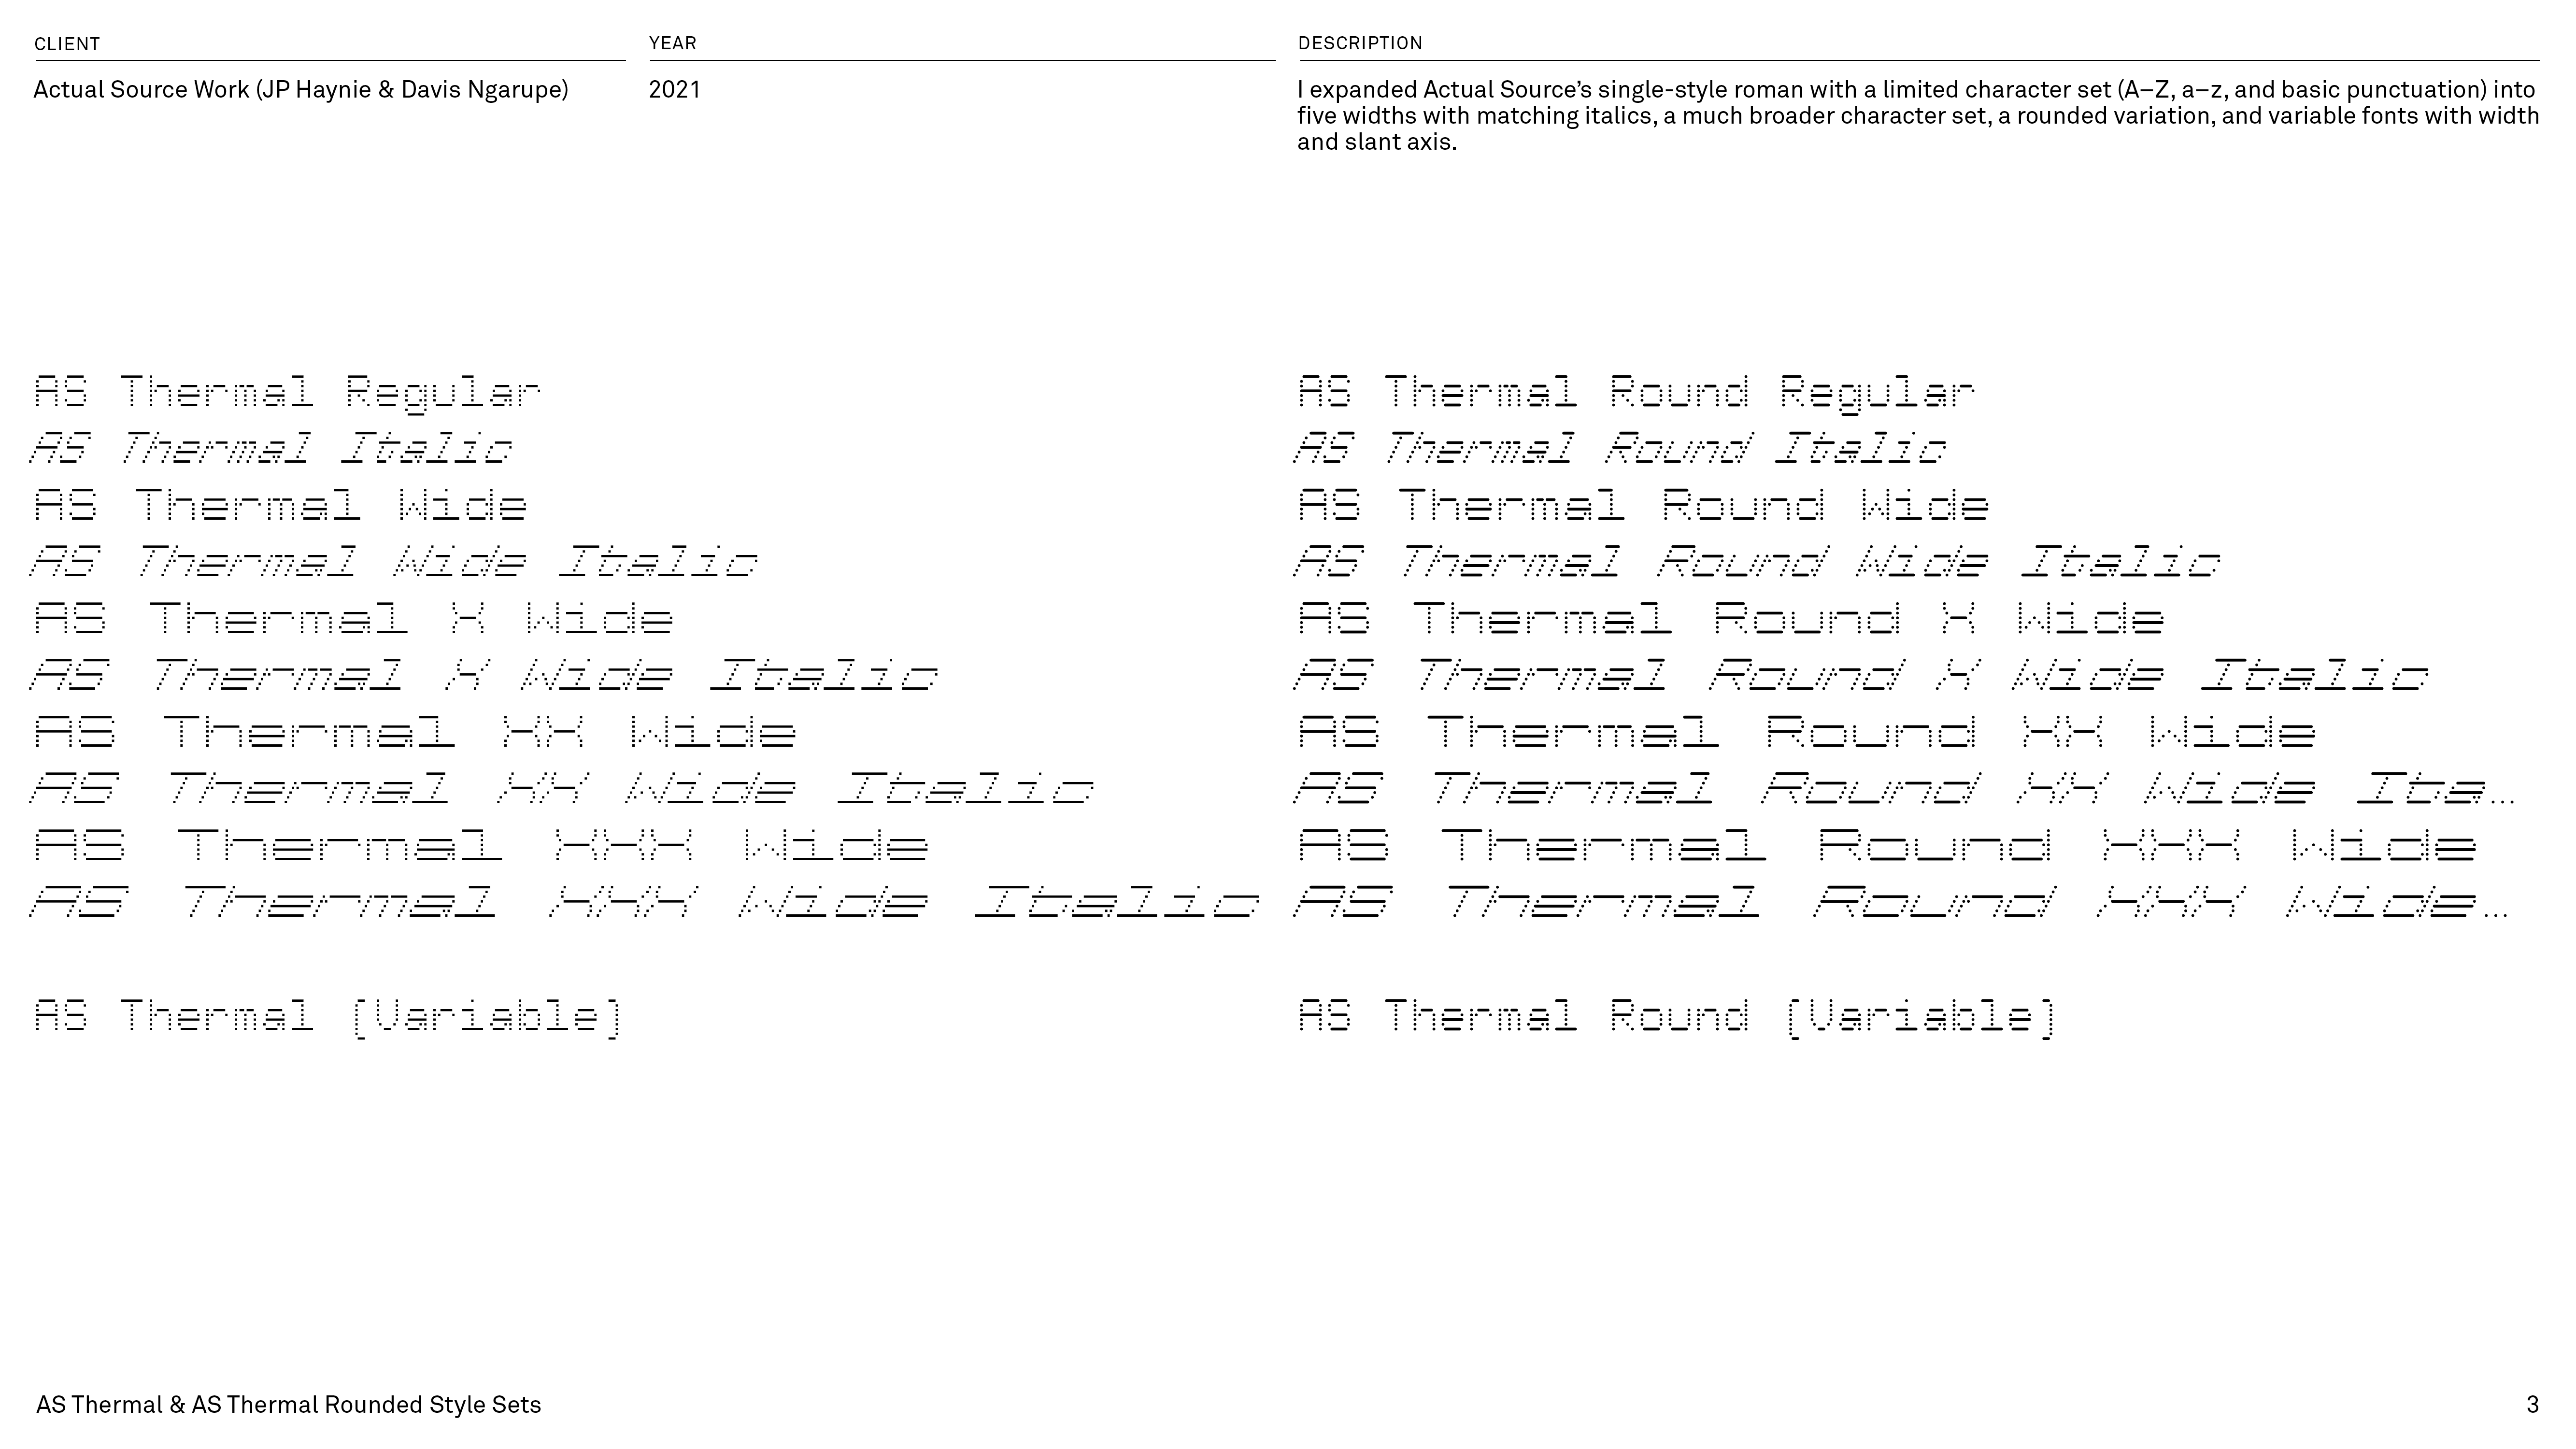 CLIENT
Actual Source Work (JP Haynie & Davis Ngarupe)
YEAR
2021
DESCRIPTION
I expanded Actual Source’s single-style roman with a limited character set (A–Z, a–z, and basic punctuation) into
five widths with matching italics, a much broader character set, a rounded variation, and variable fonts with width
and slant axis.
AS Thermal Regular
AS Thermal Italic
AS Thermal Wide
AS Thermal Wide Italic
AS Thermal X Wide
AS Thermal X Wide Italic
AS Thermal XX Wide
AS Thermal XX Wide Italic
AS Thermal XXX Wide
AS Thermal XXX Wide Italic
AS Thermal (Variable)
AS Thermal Round Regular
AS Thermal Round Italic
AS Thermal Round Wide
AS Thermal Round Wide Italic
AS Thermal Round X Wide
AS Thermal Round X Wide Italic
AS Thermal Round XX Wide
AS Thermal Round XX Wide Ita…
AS Thermal Round XXX Wide
AS Thermal Round XXX Wide…
AS Thermal Round (Variable)
AS Thermal & AS Thermal Rounded Style Sets
3